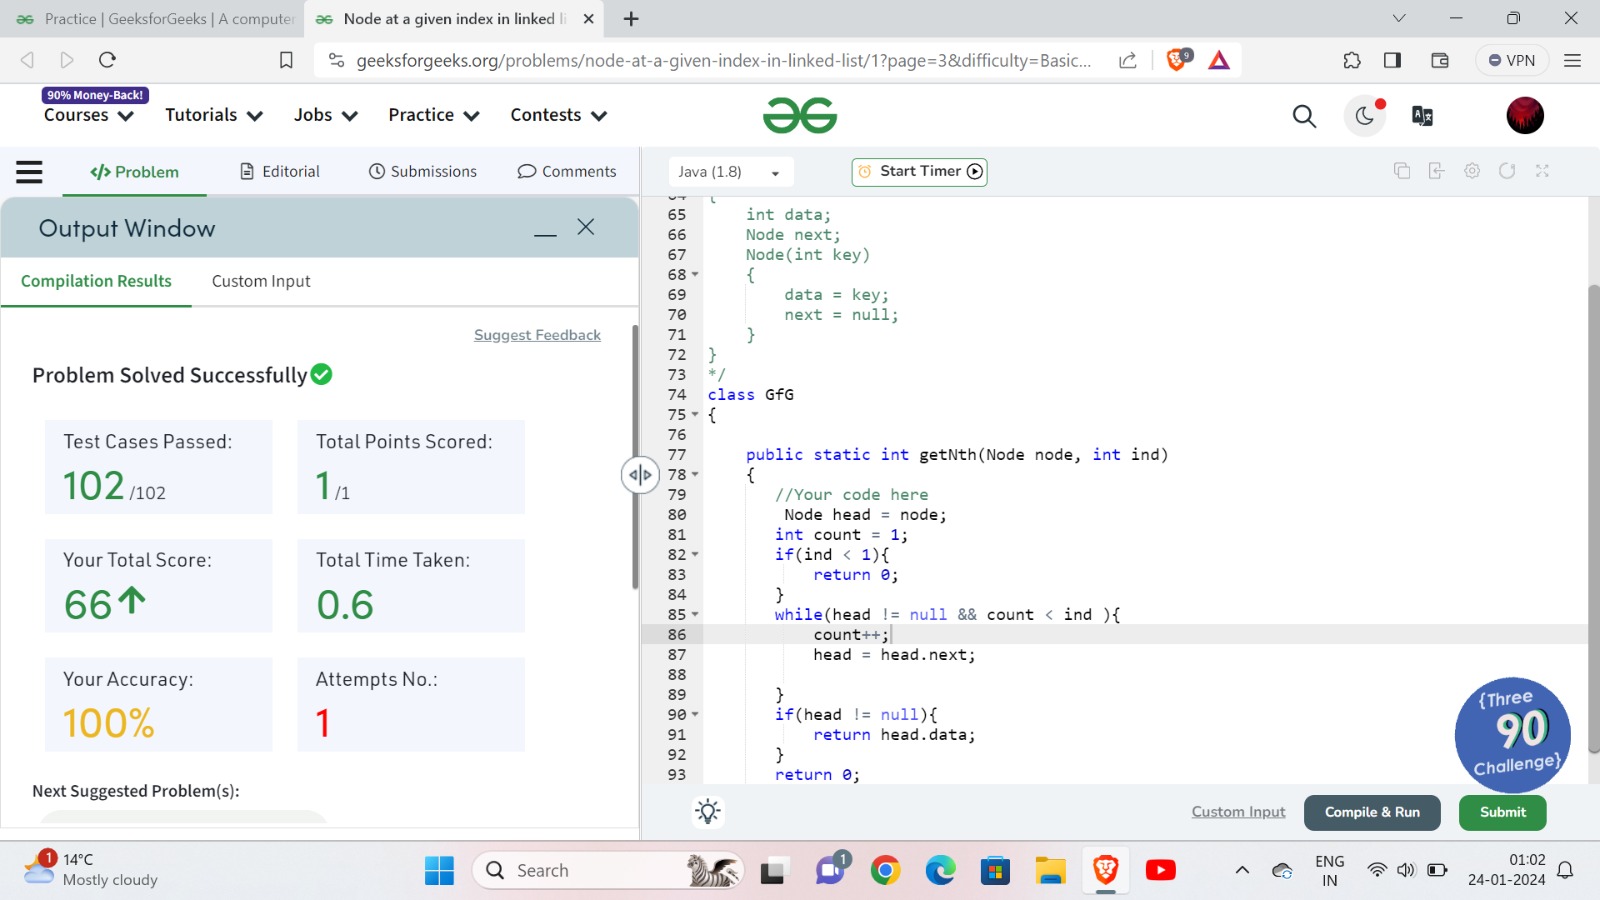 Practice | GeeksforGeeks | A computer
Node at a given index in linked li
geeksforgeeks.org/problems/node-at-a-given-index-in-linked-list/1?page=3&difficulty=Basic...
9
VPN
90% Money-Back!
Courses
Tutorials
Jobs
Practice
Contests
</> Problem
Editorial
Submissions
Comments
Java (1.8)
Start Timer
Output Window
Compilation Results
Custom Input
Suggest Feedback
Problem Solved Successfully
Test Cases Passed:
102 /102
Total Points Scored:
1 /1
Your Total Score:
66
Total Time Taken:
0.6
Your Accuracy:
100%
Attempts No.:
1
Next Suggested Problem(s):
64 {
65 int data;
66 Node next;
67 Node(int key)
68 {
69 data = key;
70 next = null;
71 }
72 }
73 */
74 class GfG
75 {
76
77 public static int getNth(Node node, int ind)
78 {
79 //Your code here
80 Node head = node;
81 int count = 1;
82 if(ind < 1){
83 return 0;
84 }
85 while(head != null && count < ind ){
86 count++;
87 head = head.next;
88
89 }
90 if(head != null){
91 return head.data;
92 }
93 return 0;
{Three
90
Challenge}
Custom Input
Compile & Run
Submit
1
14°C
Mostly cloudy
Search
1
ENG
IN
01:02
24-01-2024